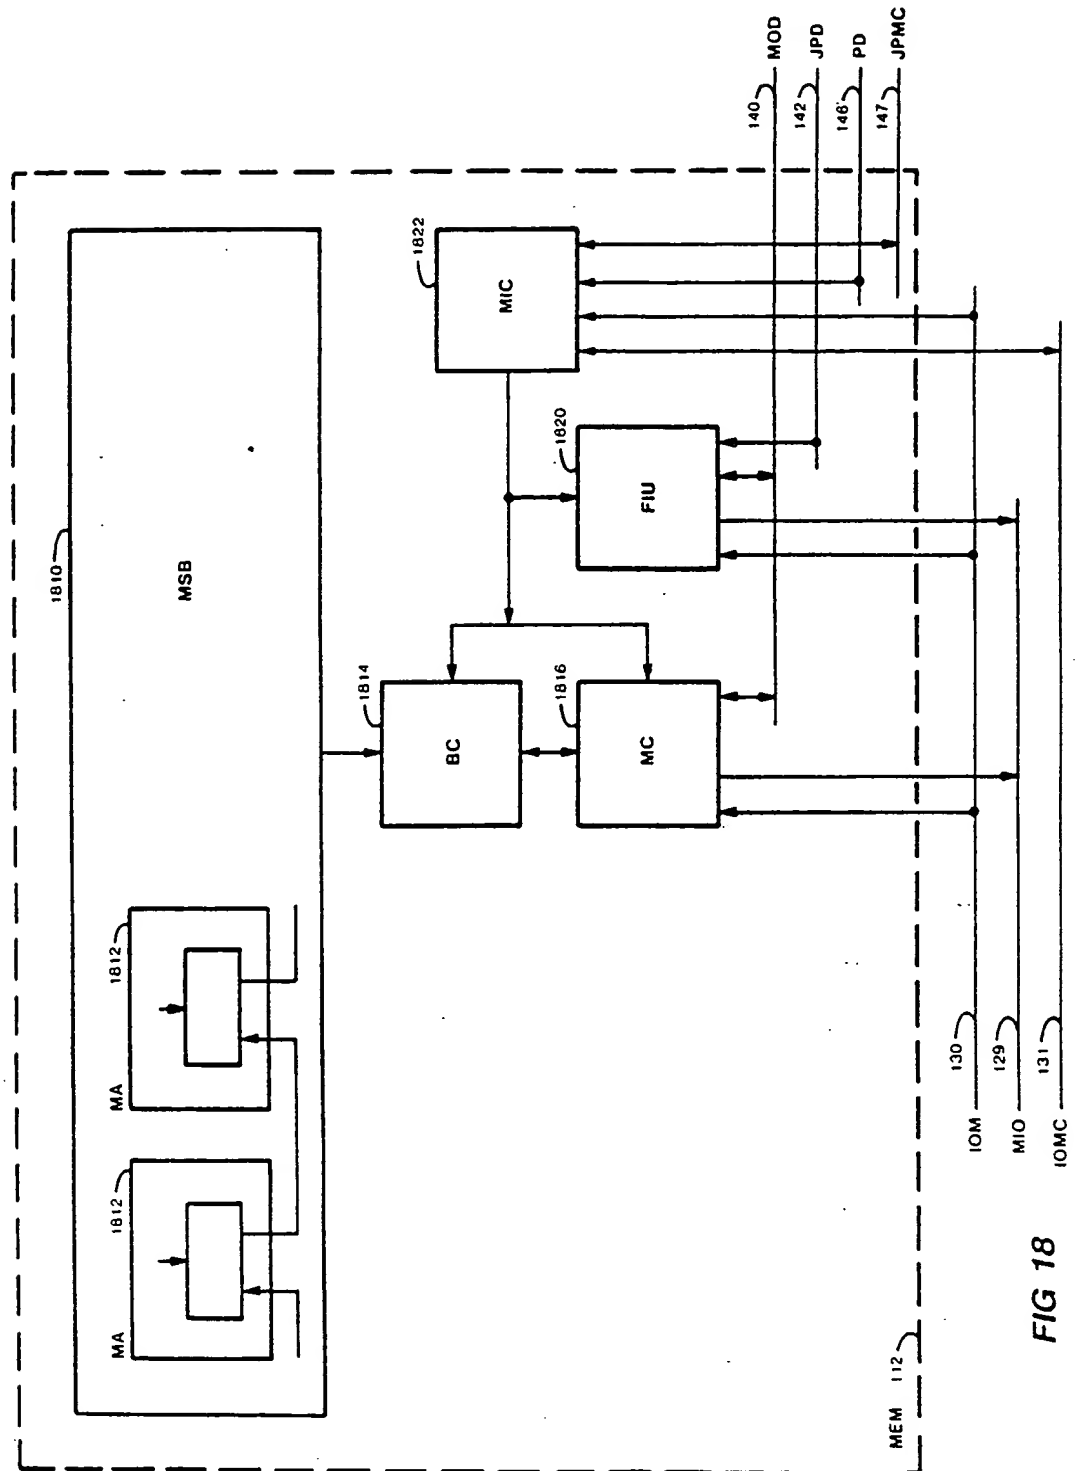 1810
MSB
MA
1812
MA
1812
1814
BC
1816
MC
1820
FIU
1822
MIC
140
MOD
142
JPD
146
PD
147
JPMC
IOM
130
MIO
129
IOMC
131
MEM 112
FIG 18